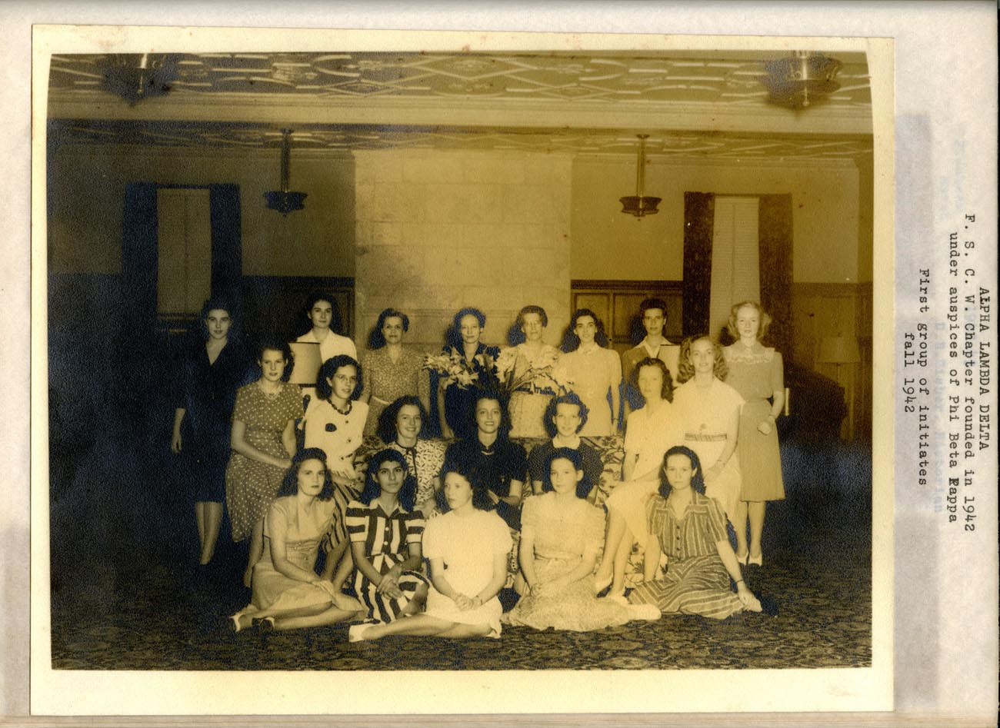 ALPHA LAMBDA DELTA
F. S. C. W. Chapter founded in 1942
under auspices of Phi Beta Kappa
First group of initiates
fall 1942